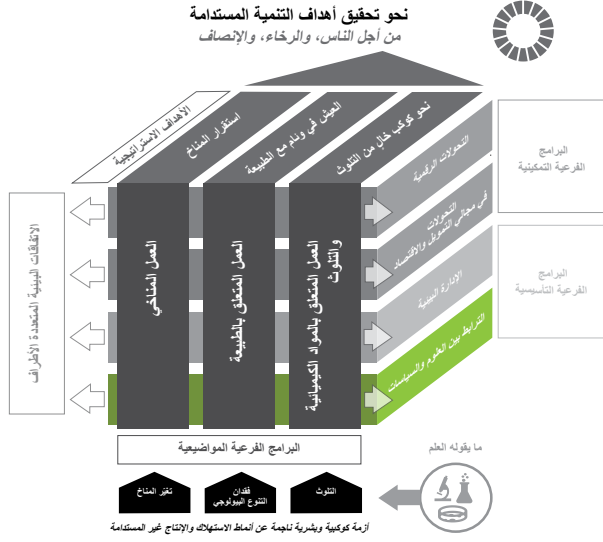 نحو تحقيق أهداف التنمية المستدامة
من أجل الناس، والرخاء، والإنصاف
الأهداف الاستراتيجية
استقرار المناخ
العيش في وئام مع الطبيعة
نحو كوكب خالٍ من التلوث
التحولات الرقمية
التحولات
في مجالي التمويل والاقتصاد
الإدارة البيئية
الترابط بين العلوم والسياسات
البرامج
الفرعية التمكينية
البرامج
الفرعية التأسيسية
الاتفاقات البيئية المتعددة الأطراف
العمل المناخي
العمل المتعلق بالطبيعة
العمل المتعلق بالمواد الكيميائية
والتلوث
البرامج الفرعية المواضيعية
ما يقوله العلم
تغيّر المناخ
فقدان
التنوع البيولوجي
التلوث
أزمة كوكبية وبشرية ناجمة عن أنماط الاستهلاك والإنتاج غير المستدامة